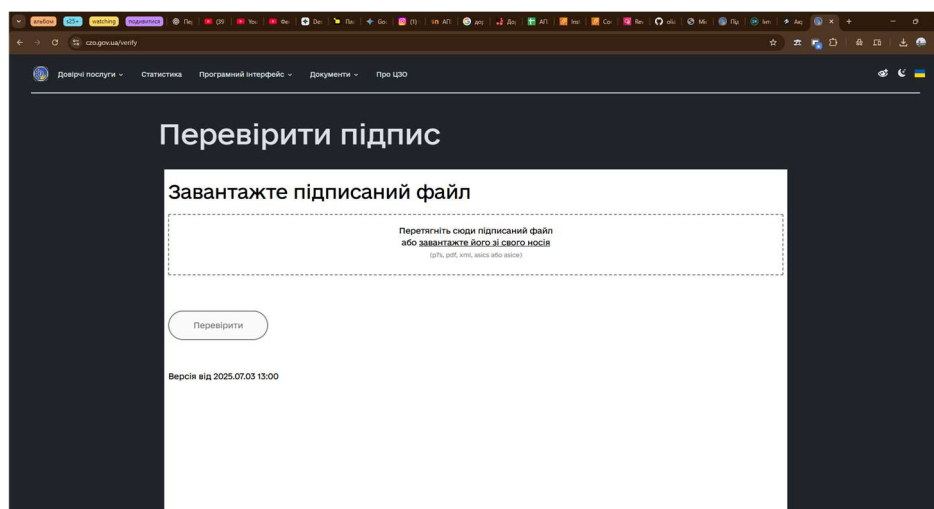 альбом
s25+
watching
подивитися
czo.gov.ua/verify
Довірчі послуги
Статистика
Програмний інтерфейс
Документи
Про ЦЗО
Перевірити підпис
Завантажте підписаний файл
Перетягніть сюди підписаний файл
або завантажте його зі свого носія
(p7s, pdf, xml, asics або asice)
Перевірити
Версія від 2025.07.03 13:00